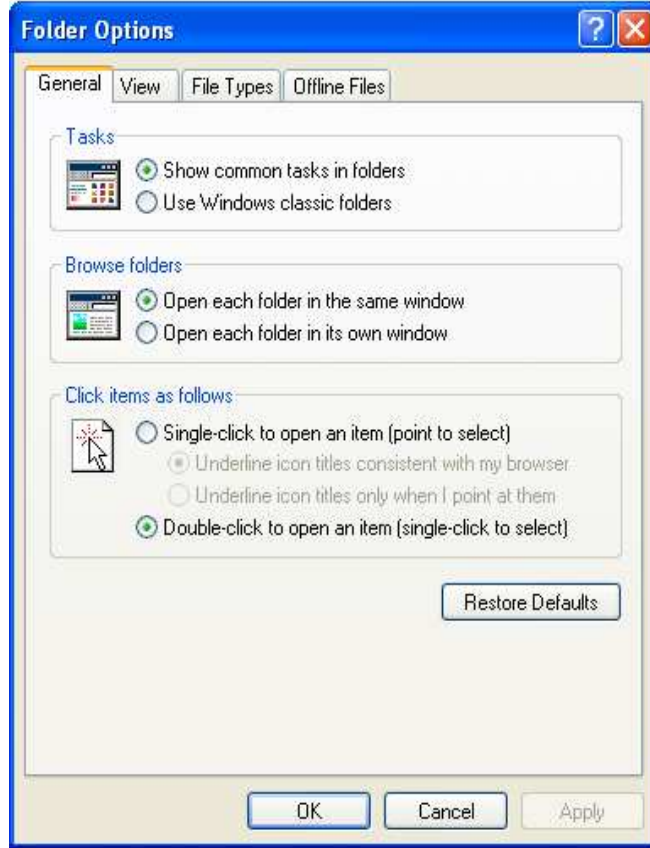 Folder Options
General View File Types Offline Files
Tasks
Show common tasks in folders
Use Windows classic folders
Browse folders
Open each folder in the same window
Open each folder in its own window
Click items as follows
Single-click to open an item (point to select)
Underline icon titles consistent with my browser
Underline icon titles only when I point at them
Double-click to open an item (single-click to select)
Restore Defaults
OK Cancel Apply